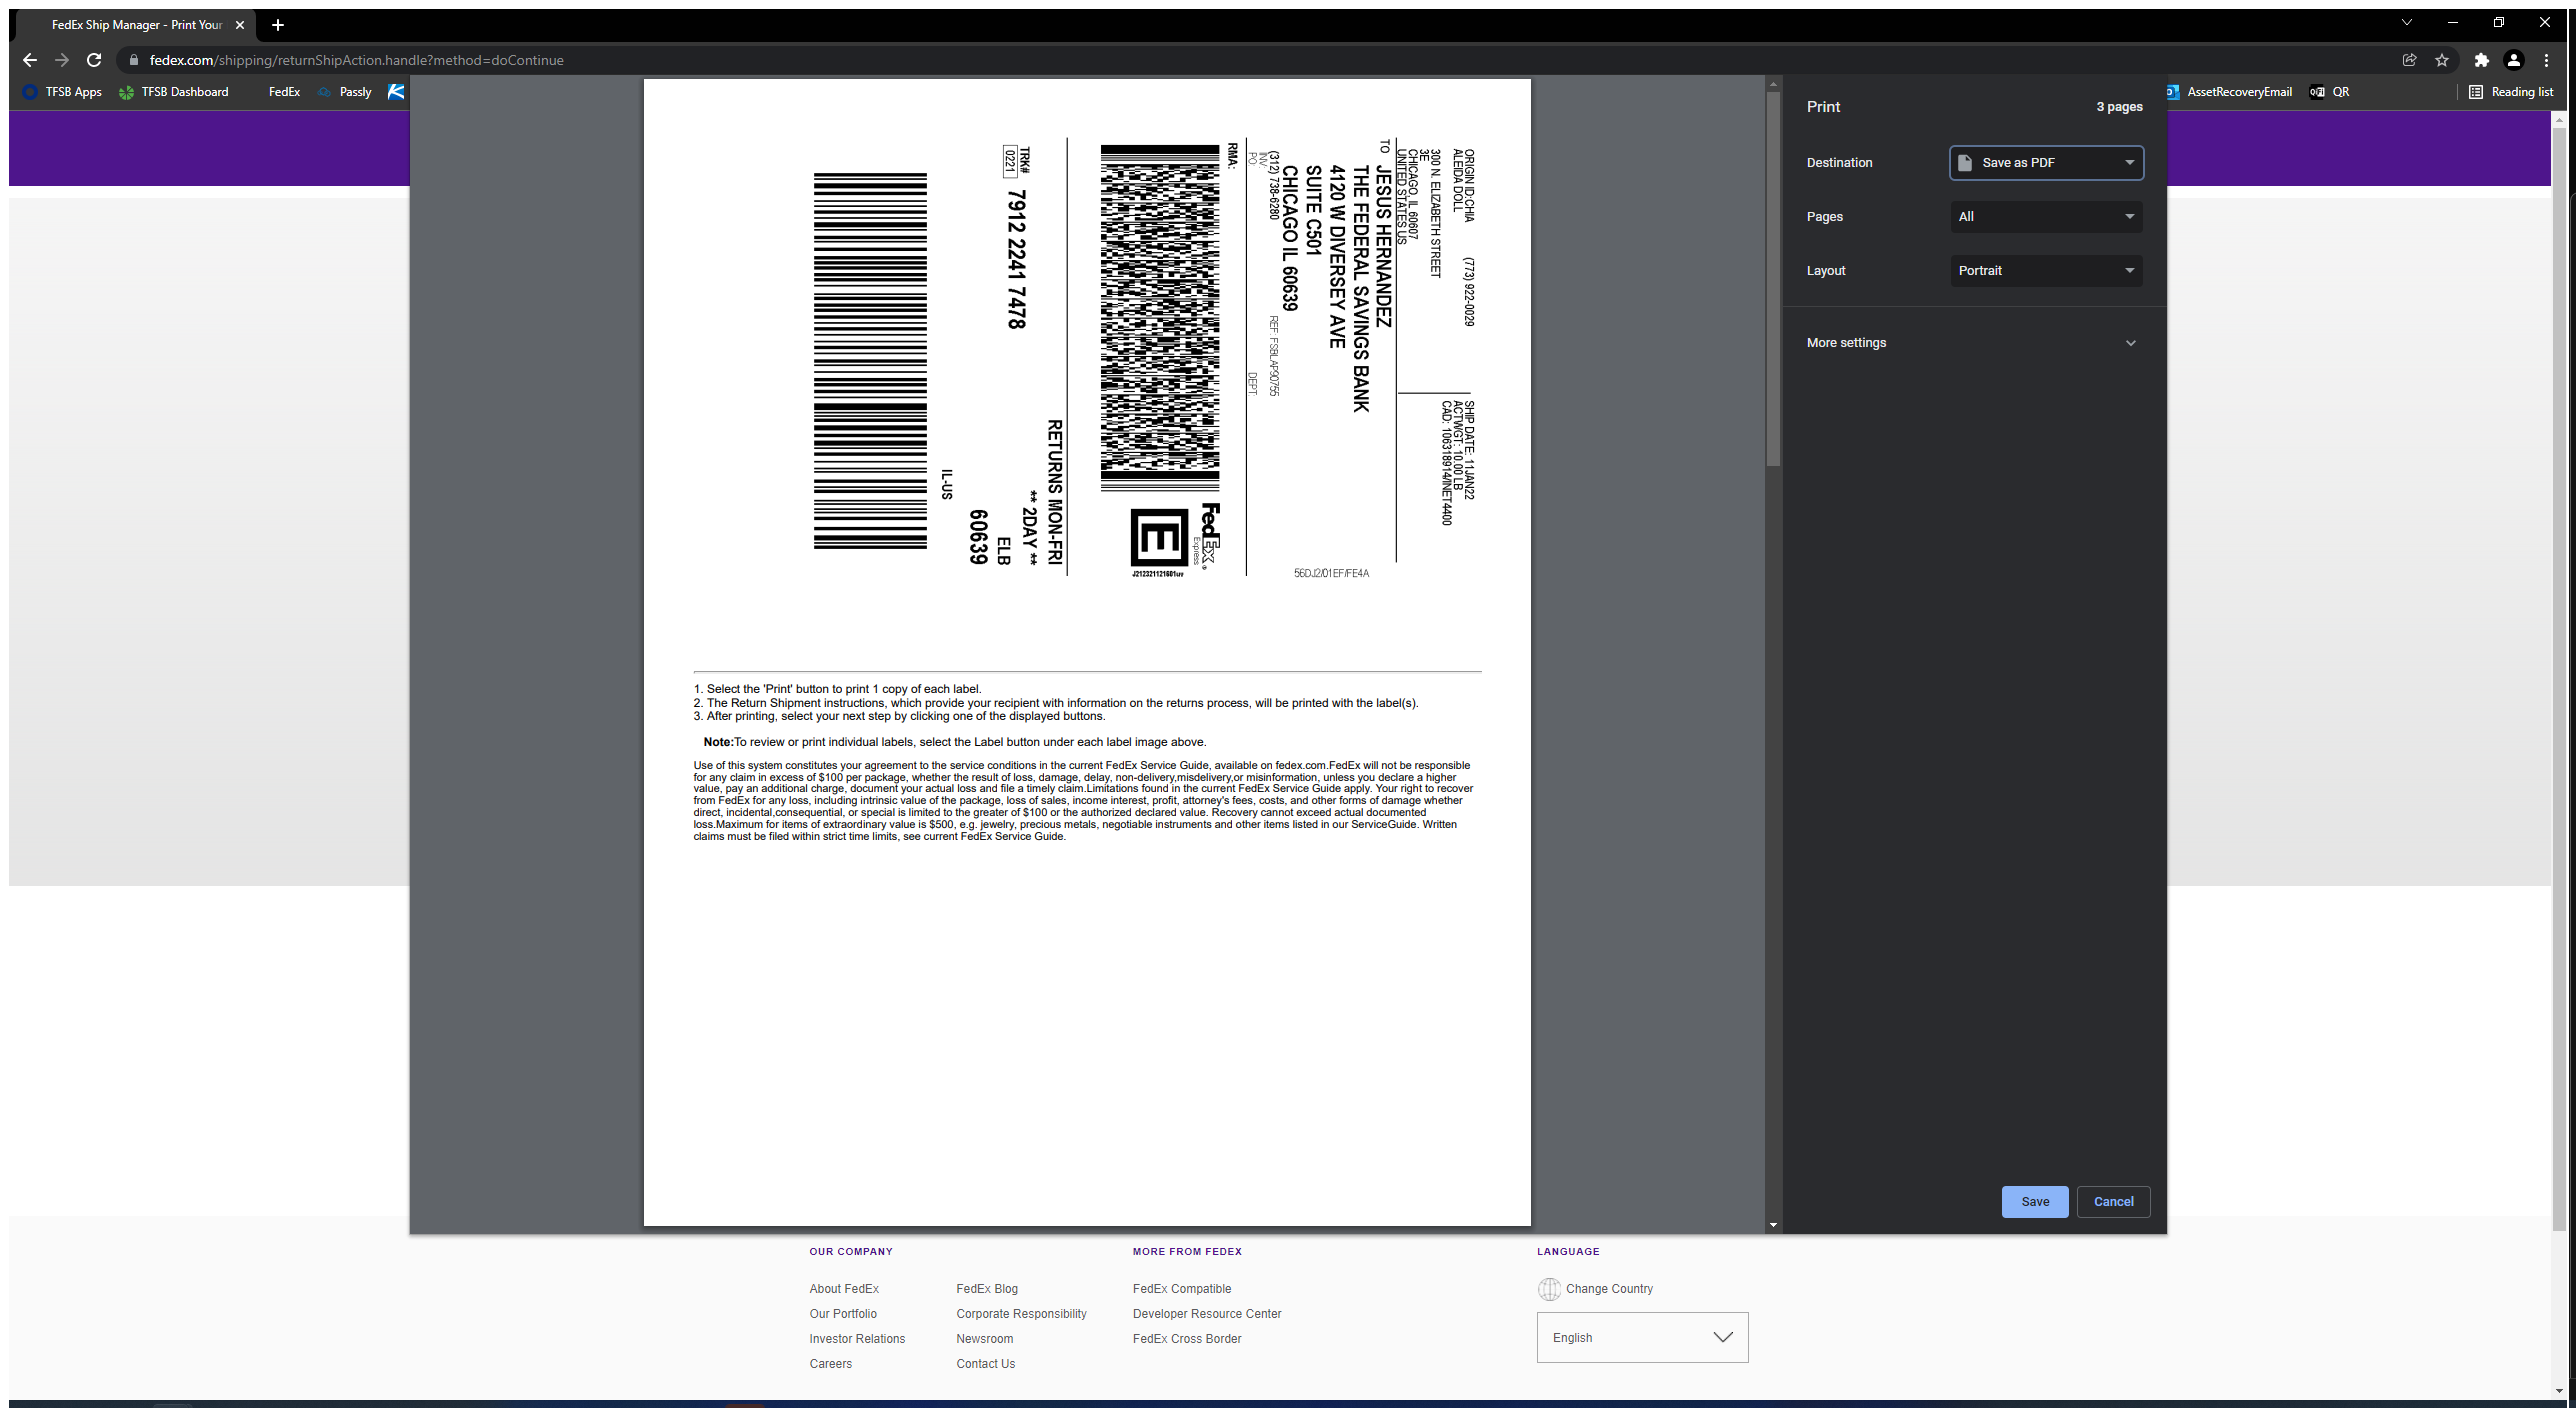 FedEx Ship Manager - Print Your
fedex.com/shipping/returnShipAction.handle?method=doContinue
TFSB Apps
TFSB Dashboard
FedEx
Passly
AssetRecoveryEmail
QR
Reading list
ORIGIN ID:CHIA (773) 922-0029
ALEIDA DOLL
300 N. ELIZABETH STREET
3E
CHICAGO, IL 60607
UNITED STATES US
SHIP DATE: 11JAN22
ACTWGT: 10.00 LB
CAD: 106318914/INET4400
TO JESUS HERNANDEZ
THE FEDERAL SAVINGS BANK
4120 W DIVERSEY AVE
SUITE C501
CHICAGO IL 60639
(312) 738-6280 REF: FSBLAP90755
INV:
PO: DEPT:
56DJ2/01EF/FE4A
RMA:
FedEx
Express
E
J212321121601uv
RETURNS MON-FRI
TRK# ** 2DAY **
0221
7912 2241 7478
ELB
60639
IL-US
1. Select the 'Print' button to print 1 copy of each label.
2. The Return Shipment instructions, which provide your recipient with information on the returns process, will be printed with the label(s).
3. After printing, select your next step by clicking one of the displayed buttons.
Note:To review or print individual labels, select the Label button under each label image above.
Use of this system constitutes your agreement to the service conditions in the current FedEx Service Guide, available on fedex.com.FedEx will not be responsible
for any claim in excess of $100 per package, whether the result of loss, damage, delay, non-delivery,misdelivery,or misinformation, unless you declare a higher
value, pay an additional charge, document your actual loss and file a timely claim.Limitations found in the current FedEx Service Guide apply. Your right to recover
from FedEx for any loss, including intrinsic value of the package, loss of sales, income interest, profit, attorney's fees, costs, and other forms of damage whether
direct, incidental,consequential, or special is limited to the greater of $100 or the authorized declared value. Recovery cannot exceed actual documented
loss.Maximum for items of extraordinary value is $500, e.g. jewelry, precious metals, negotiable instruments and other items listed in our ServiceGuide. Written
claims must be filed within strict time limits, see current FedEx Service Guide.
Print 3 pages
Destination Save as PDF
Pages All
Layout Portrait
More settings
Save Cancel
OUR COMPANY
About FedEx FedEx Blog
Our Portfolio Corporate Responsibility
Investor Relations Newsroom
Careers Contact Us
MORE FROM FEDEX
FedEx Compatible
Developer Resource Center
FedEx Cross Border
LANGUAGE
Change Country
English